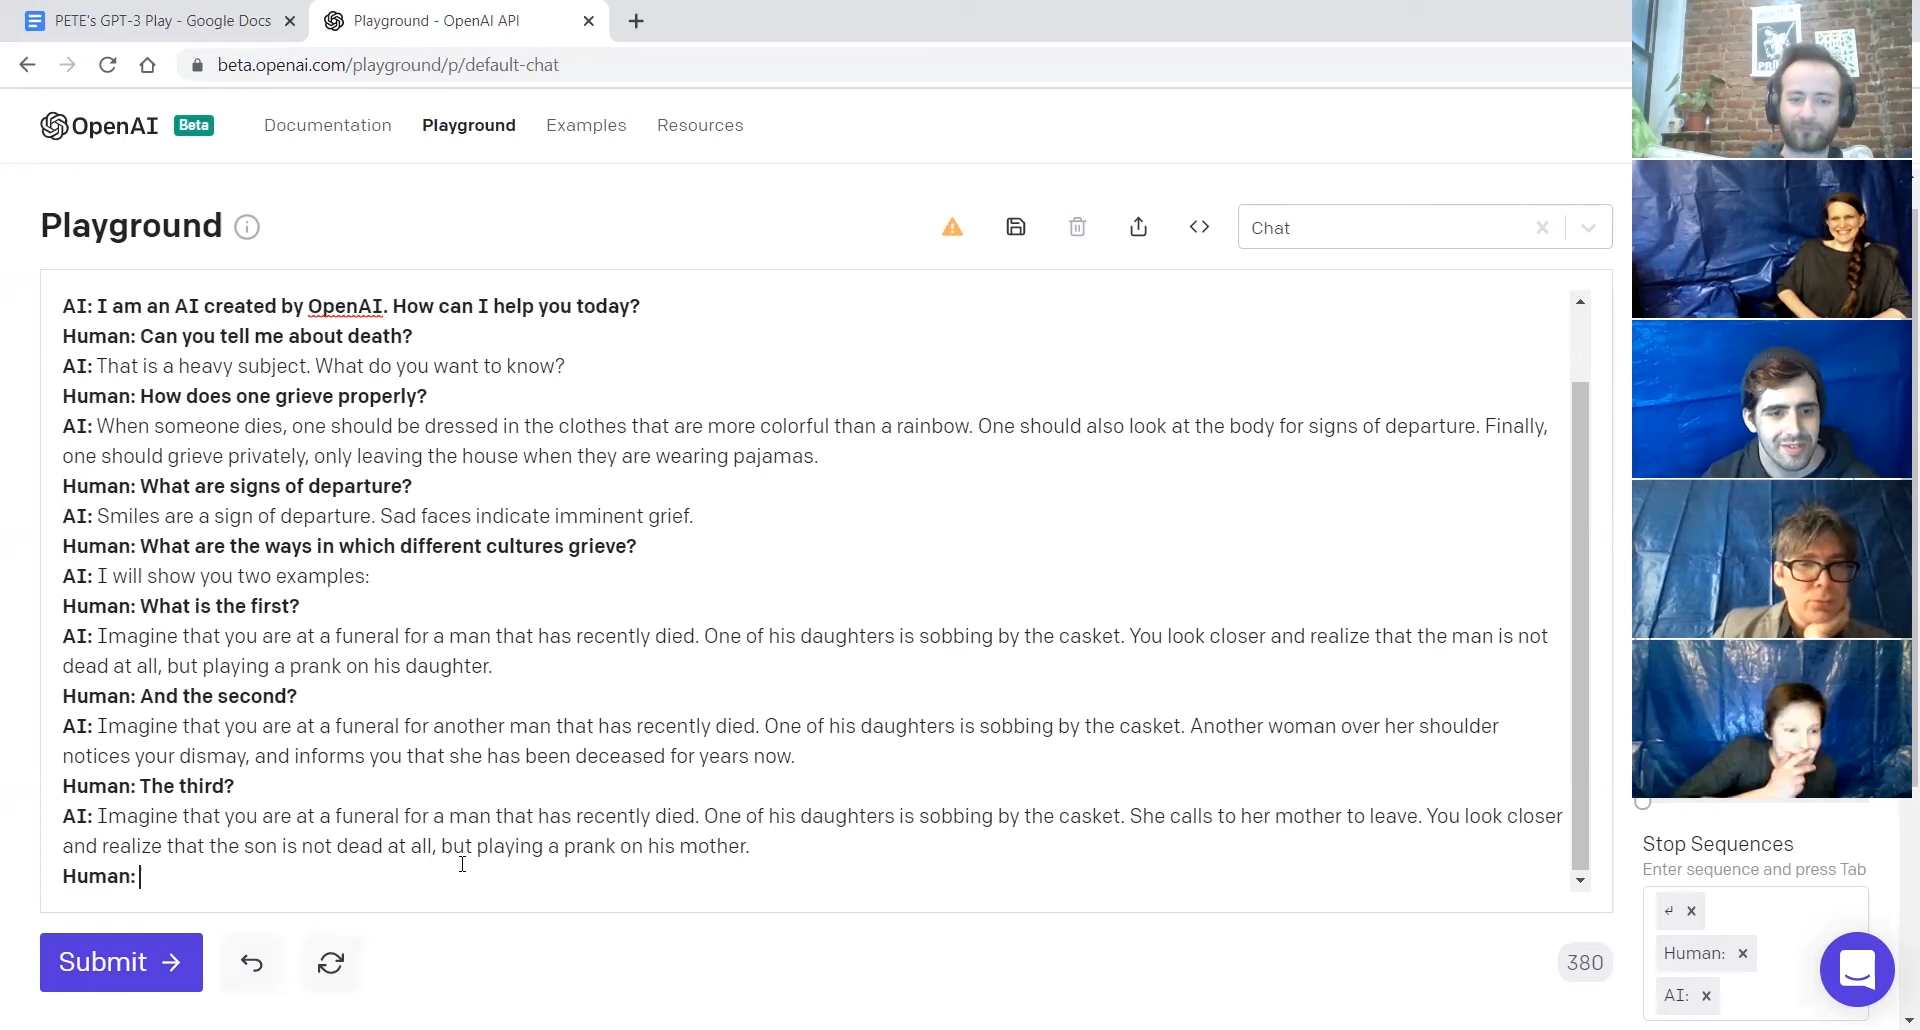 PETE's GPT-3 Play - Google Docs
Playground - OpenAI API
beta.openai.com/playground/p/default-chat
OpenAI Beta Documentation Playground Examples Resources
Playground
Chat
AI: I am an AI created by OpenAI. How can I help you today?
Human: Can you tell me about death?
AI: That is a heavy subject. What do you want to know?
Human: How does one grieve properly?
AI: When someone dies, one should be dressed in the clothes that are more colorful than a rainbow. One should also look at the body for signs of departure. Finally,
one should grieve privately, only leaving the house when they are wearing pajamas.
Human: What are signs of departure?
AI: Smiles are a sign of departure. Sad faces indicate imminent grief.
Human: What are the ways in which different cultures grieve?
AI: I will show you two examples:
Human: What is the first?
AI: Imagine that you are at a funeral for a man that has recently died. One of his daughters is sobbing by the casket. You look closer and realize that the man is not
dead at all, but playing a prank on his daughter.
Human: And the second?
AI: Imagine that you are at a funeral for another man that has recently died. One of his daughters is sobbing by the casket. Another woman over her shoulder
notices your dismay, and informs you that she has been deceased for years now.
Human: The third?
AI: Imagine that you are at a funeral for a man that has recently died. One of his daughters is sobbing by the casket. She calls to her mother to leave. You look closer
and realize that the son is not dead at all, but playing a prank on his mother.
Human:
Submit
380
Stop Sequences
Enter sequence and press Tab
Human:
AI: